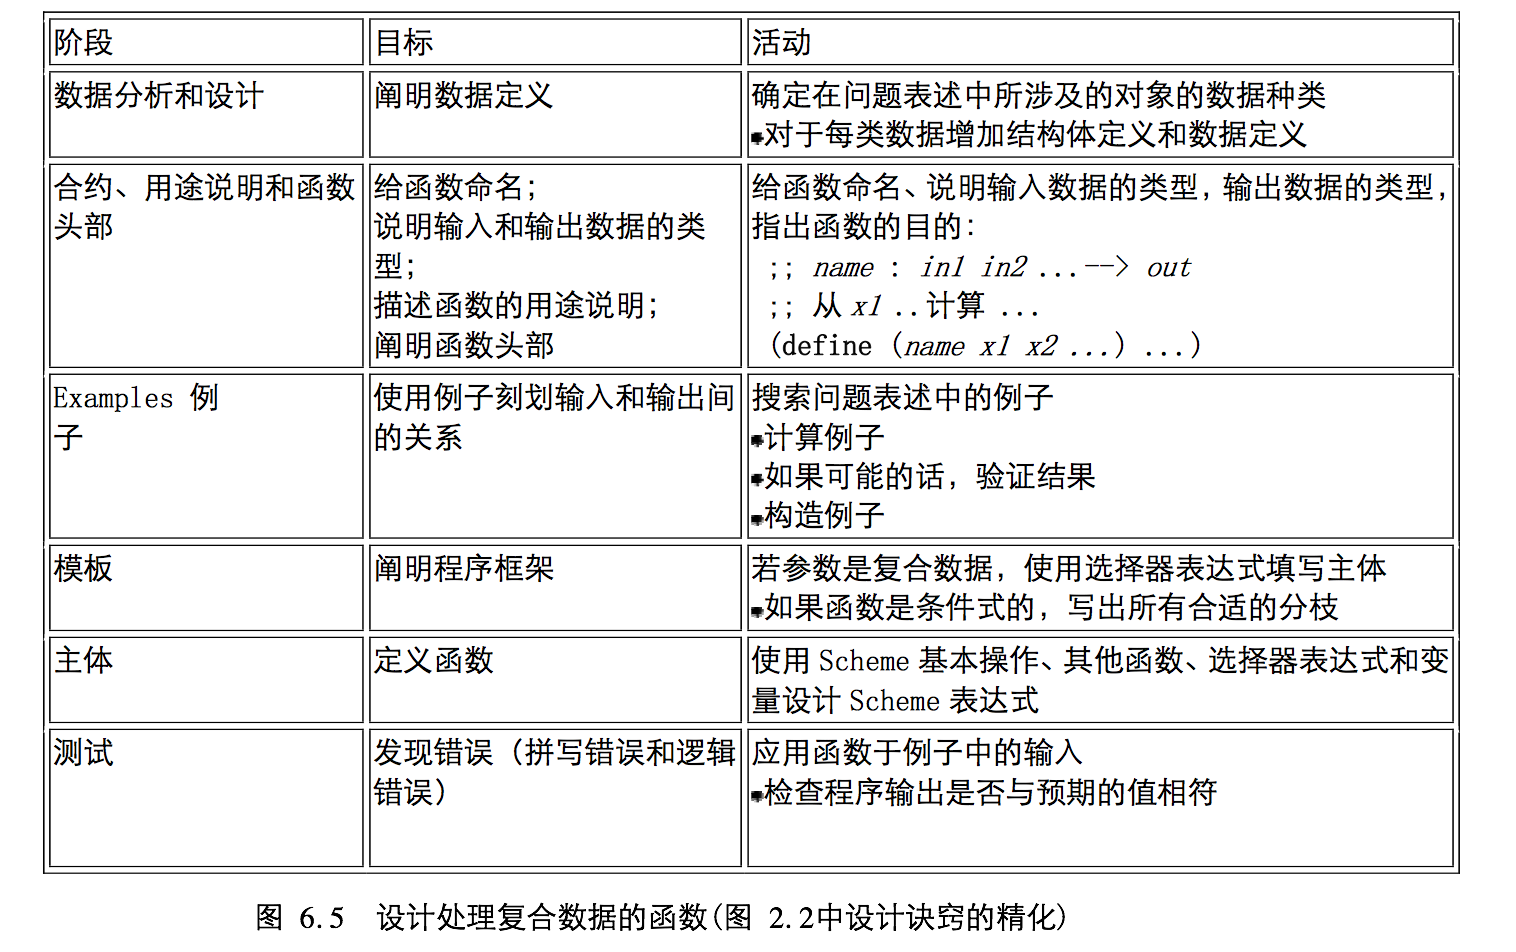 阶段
目标
活动
数据分析和设计
阐明数据定义
确定在问题表述中所涉及的对象的数据种类
对于每类数据增加结构体定义和数据定义
合约、用途说明和函数
头部
给函数命名；
说明输入和输出数据的类
型；
描述函数的用途说明；
阐明函数头部
给函数命名、说明输入数据的类型，输出数据的类型，
指出函数的目的：
;; name : in1 in2 ...--> out
;; 从 x1 ..计算 ...
(define (name x1 x2 ...) ...)
Examples 例
子
使用例子刻划输入和输出间
的关系
搜索问题表述中的例子
计算例子
如果可能的话，验证结果
构造例子
模板
阐明程序框架
若参数是复合数据，使用选择器表达式填写主体
如果函数是条件式的，写出所有合适的分枝
主体
定义函数
使用 Scheme 基本操作、其他函数、选择器表达式和变
量设计 Scheme 表达式
测试
发现错误（拼写错误和逻辑
错误）
应用函数于例子中的输入
检查程序输出是否与预期的值相符
图 6.5 设计处理复合数据的函数(图 2.2中设计诀窍的精化)